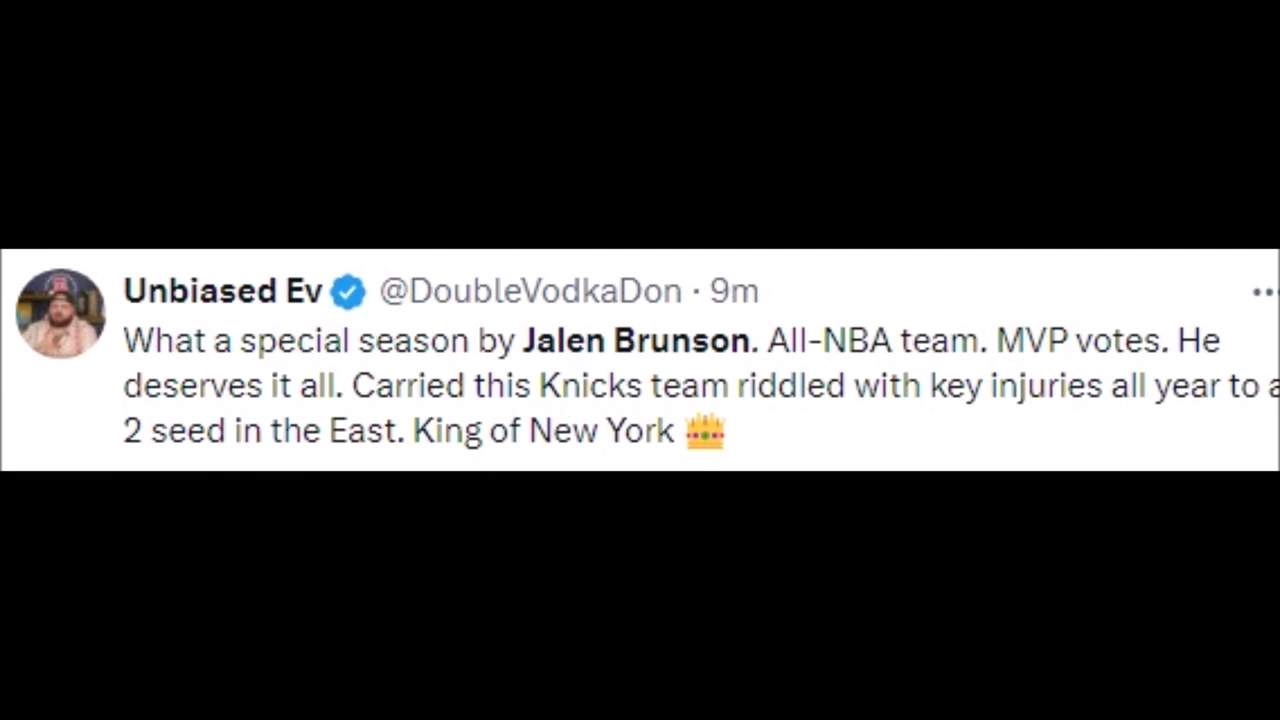 Unbiased Ev @DoubleVodkaDon · 9m
What a special season by Jalen Brunson. All-NBA team. MVP votes. He
deserves it all. Carried this Knicks team riddled with key injuries all year to a
2 seed in the East. King of New York 👑